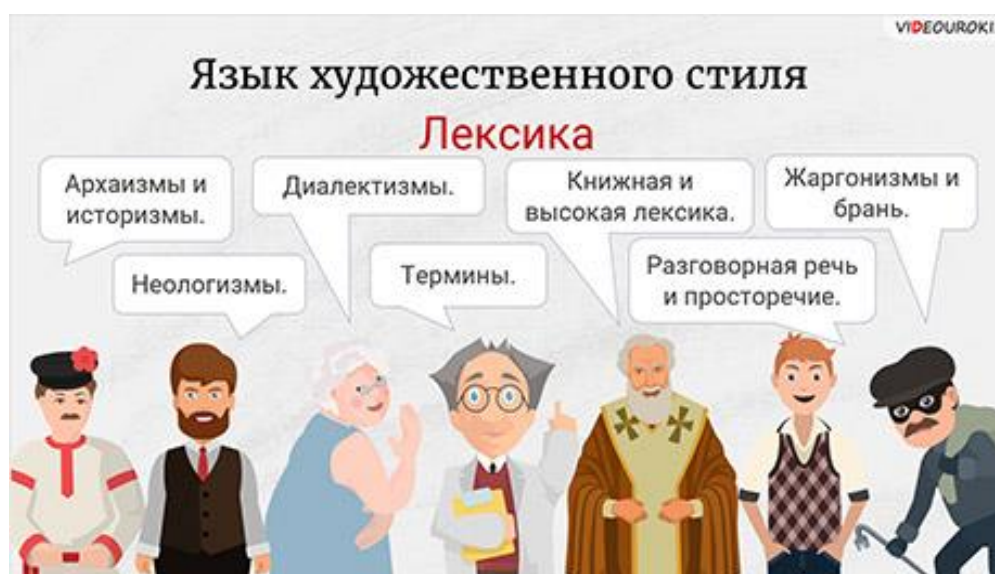 VIDEOUROKI
Язык художественного стиля
Лексика
Архаизмы и
историзмы.
Диалектизмы.
Книжная и
высокая лексика.
Жаргонизмы и
брань.
Неологизмы.
Термины.
Разговорная речь
и просторечие.